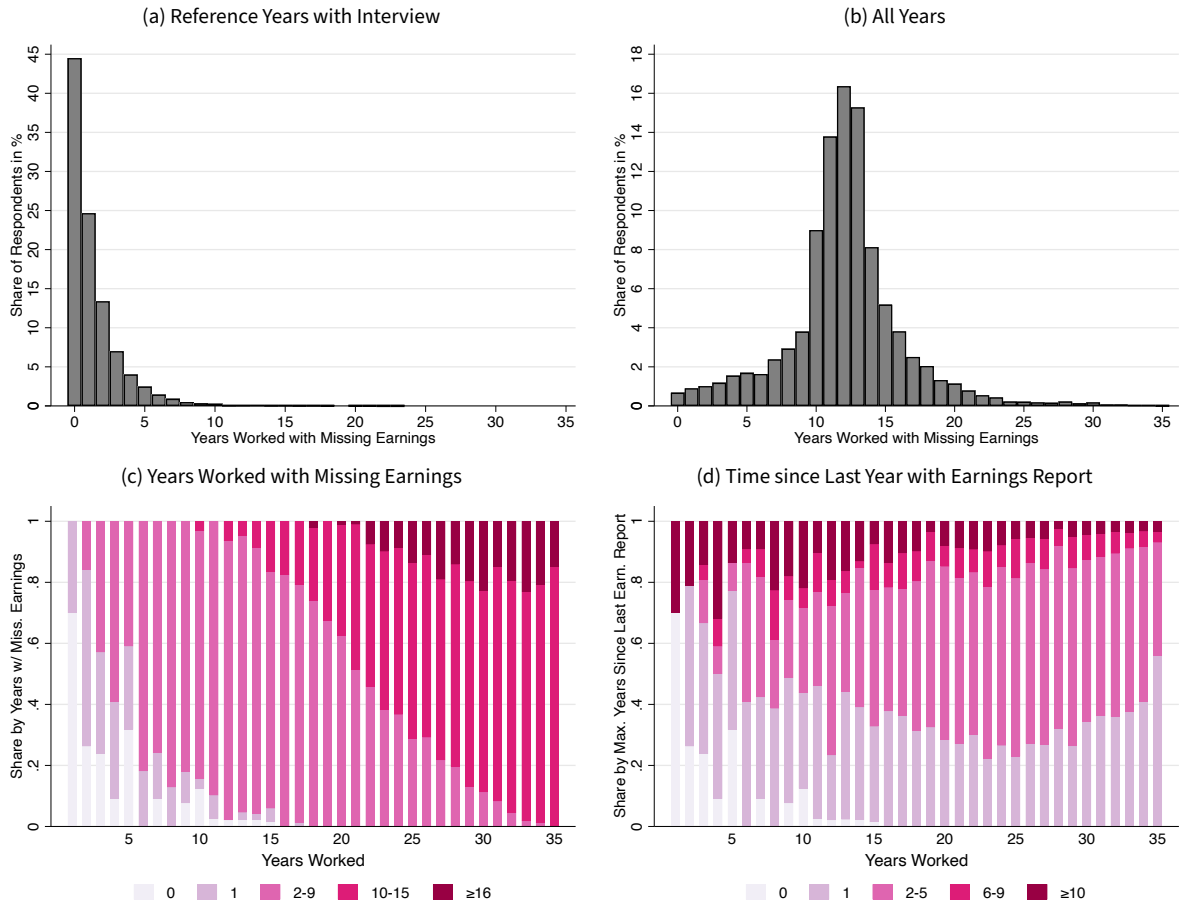 (a) Reference Years with Interview
Share of Respondents in %
0 5 10 15 20 25 30 35 40 45
0 5 10 15 20 25 30 35
Years Worked with Missing Earnings
(b) All Years
Share of Respondents in %
0 2 4 6 8 10 12 14 16 18
0 5 10 15 20 25 30 35
Years Worked with Missing Earnings
(c) Years Worked with Missing Earnings
Share by Years w/ Miss. Earnings
0 .2 .4 .6 .8 1
5 10 15 20 25 30 35
Years Worked
0 1 2-9 10-15 ≥16
(d) Time since Last Year with Earnings Report
Share by Max. Years Since Last Earn. Report
0 .2 .4 .6 .8 1
5 10 15 20 25 30 35
Years Worked
0 1 2-5 6-9 ≥10